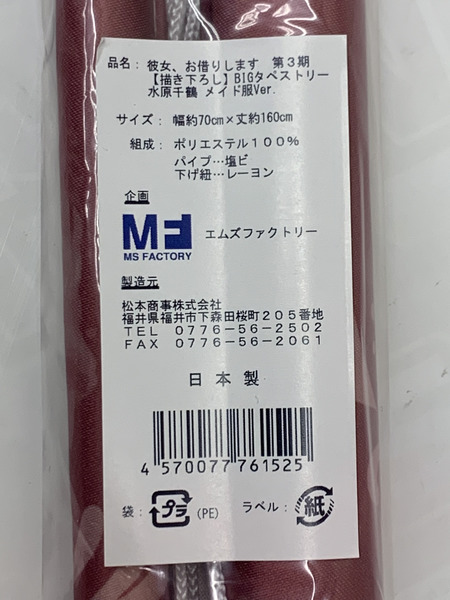 品名：彼女、お借りします 第３期
【描き下ろし】BIGタペストリー
水原千鶴 メイド服Ver.
サイズ：幅約70cm×丈約160cm
組成：ポリエステル１００％
パイプ…塩ビ
下げ紐…レーヨン
企画
MF
MS FACTORY
エムズファクトリー
製造元
松本商事株式会社
福井県福井市下森田桜町２０５番地
ＴＥＬ ０７７６-５６-２５０２
ＦＡＸ ０７７６-５６-２０６１
日本製
4 570077 761525
袋：プラ(PE) ラベル：紙